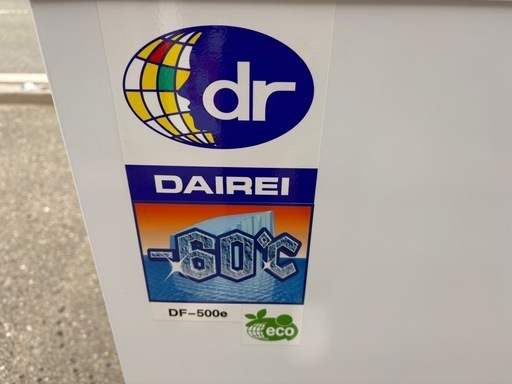 dr
DAIREI
-60℃
DF-500e
eco